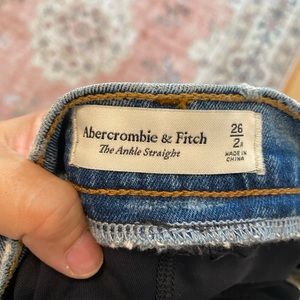 Abercrombie & Fitch
The Ankle Straight
26
2R
MADE IN
CHINA